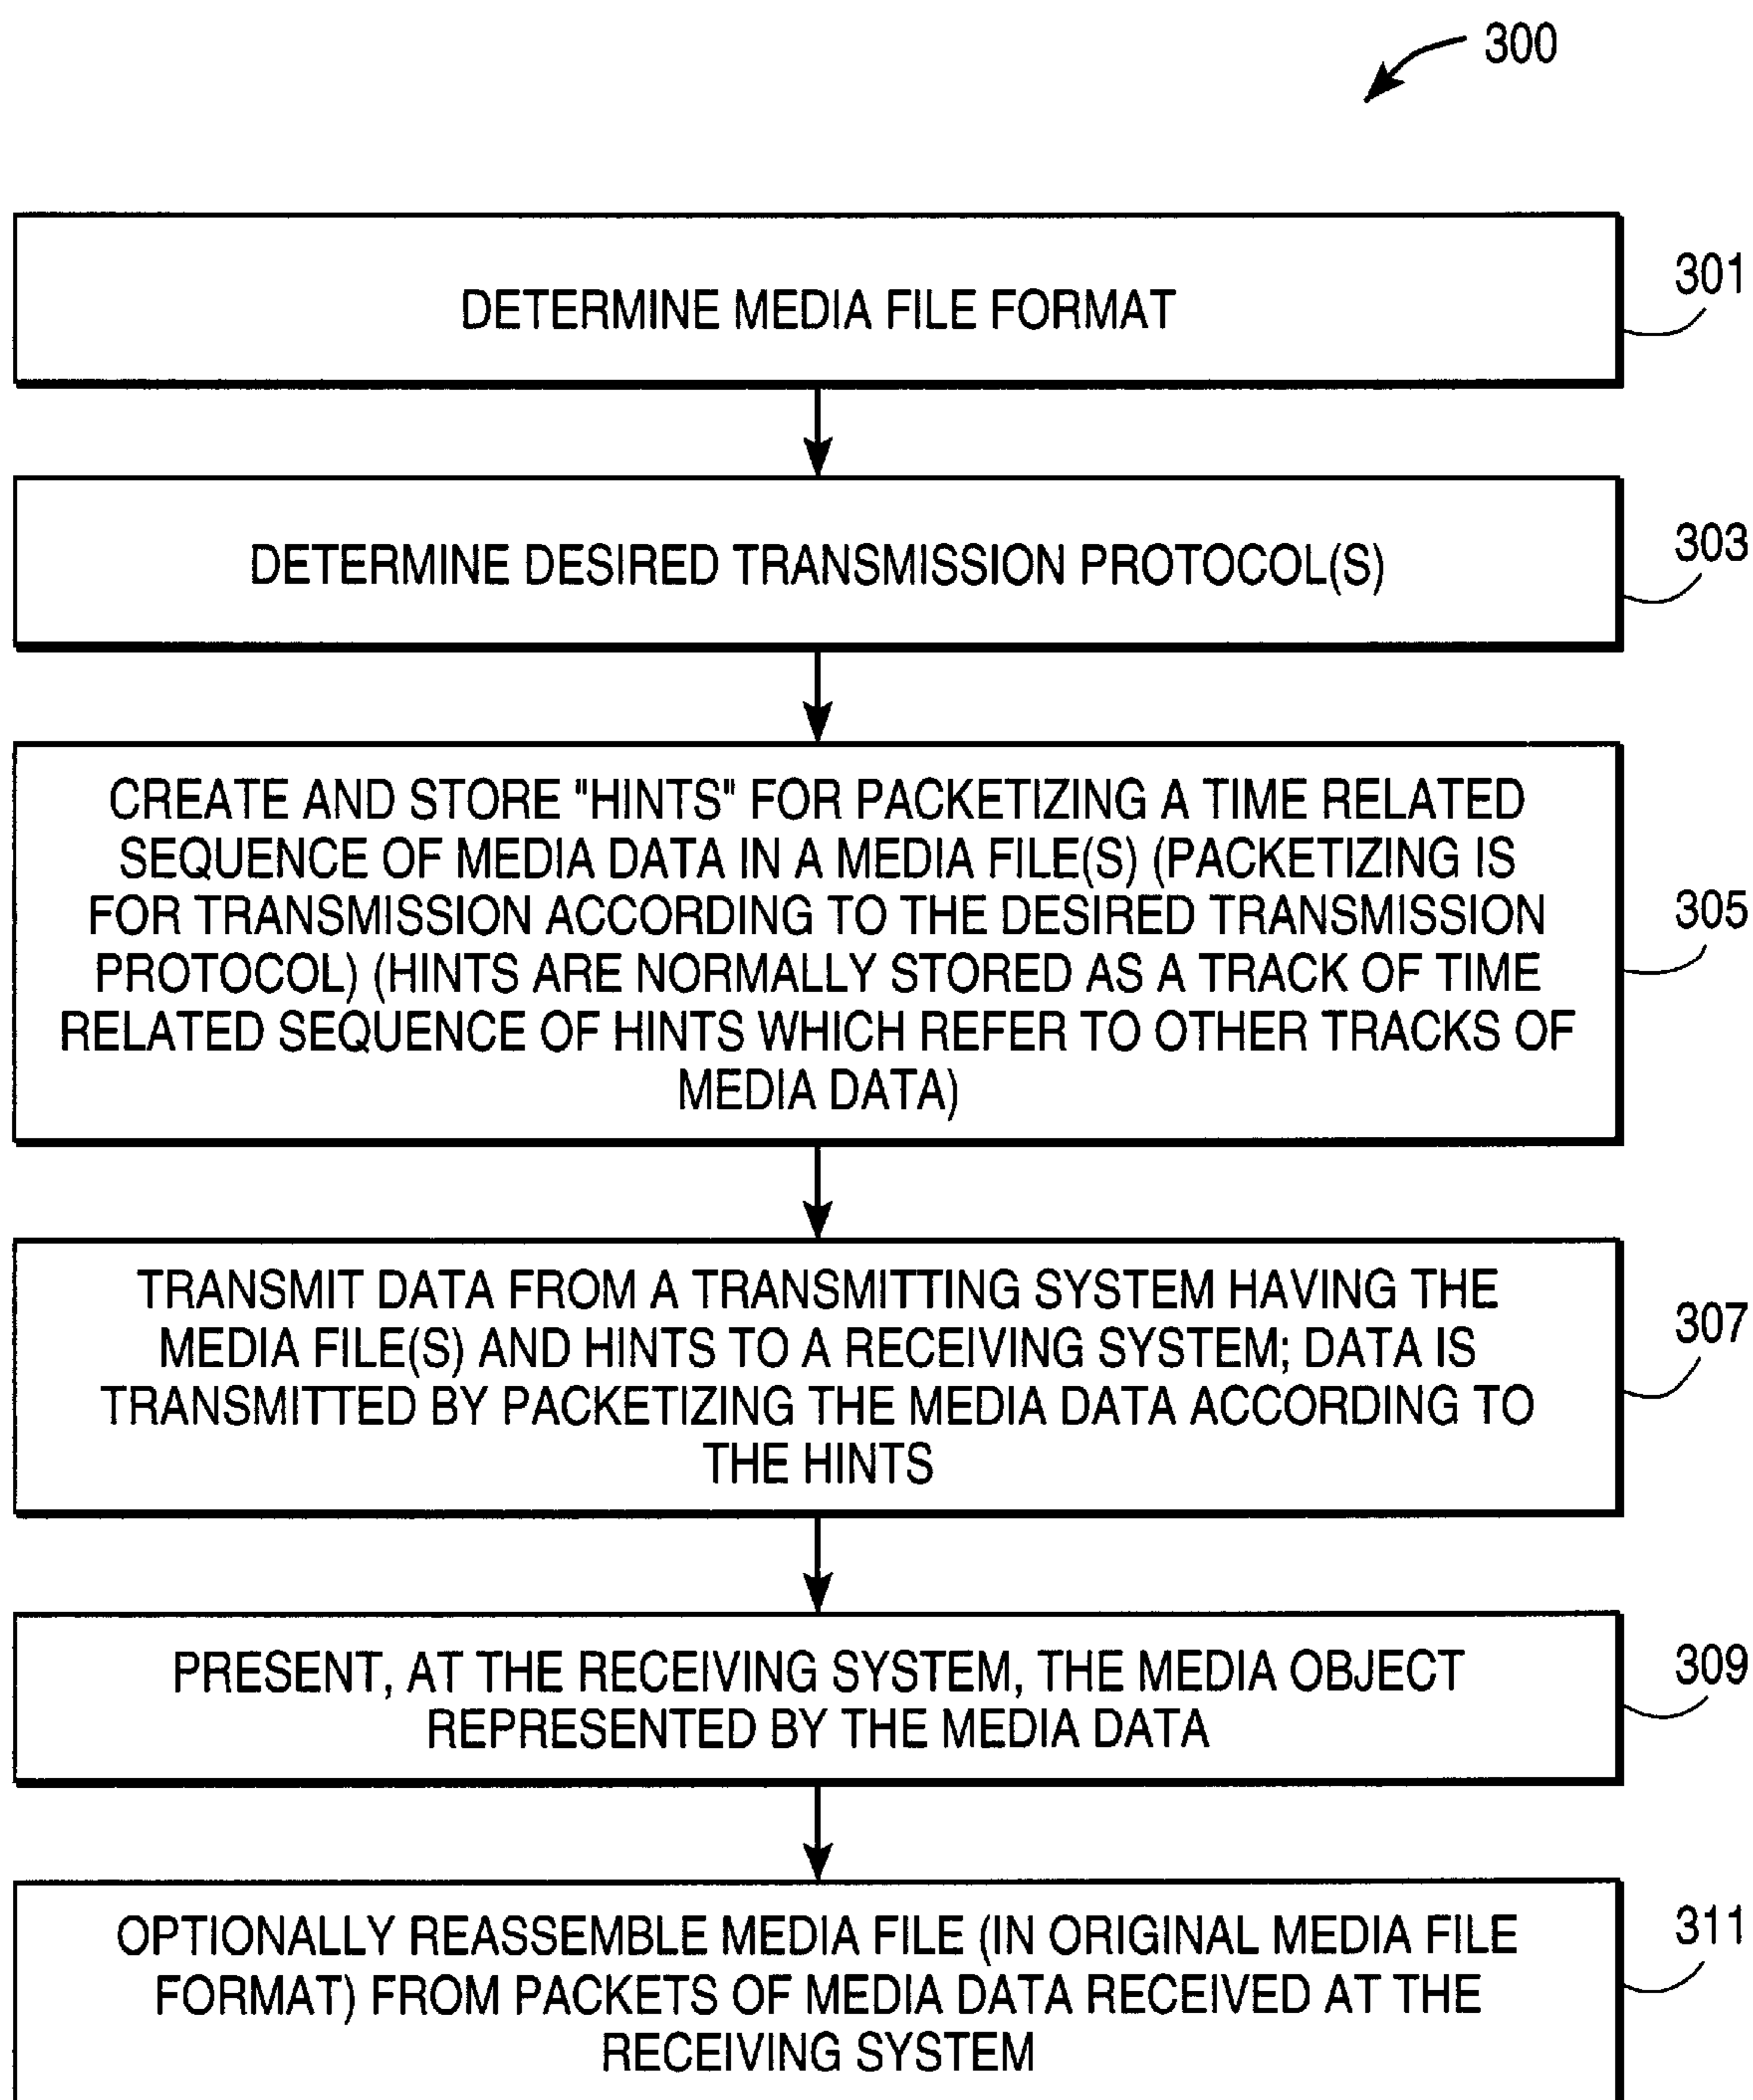 300
DETERMINE MEDIA FILE FORMAT
301
DETERMINE DESIRED TRANSMISSION PROTOCOL(S)
303
CREATE AND STORE "HINTS" FOR PACKETIZING A TIME RELATED
SEQUENCE OF MEDIA DATA IN A MEDIA FILE(S) (PACKETIZING IS
FOR TRANSMISSION ACCORDING TO THE DESIRED TRANSMISSION
PROTOCOL) (HINTS ARE NORMALLY STORED AS A TRACK OF TIME
RELATED SEQUENCE OF HINTS WHICH REFER TO OTHER TRACKS OF
MEDIA DATA)
305
TRANSMIT DATA FROM A TRANSMITTING SYSTEM HAVING THE
MEDIA FILE(S) AND HINTS TO A RECEIVING SYSTEM; DATA IS
TRANSMITTED BY PACKETIZING THE MEDIA DATA ACCORDING TO
THE HINTS
307
PRESENT, AT THE RECEIVING SYSTEM, THE MEDIA OBJECT
REPRESENTED BY THE MEDIA DATA
309
OPTIONALLY REASSEMBLE MEDIA FILE (IN ORIGINAL MEDIA FILE
FORMAT) FROM PACKETS OF MEDIA DATA RECEIVED AT THE
RECEIVING SYSTEM
311